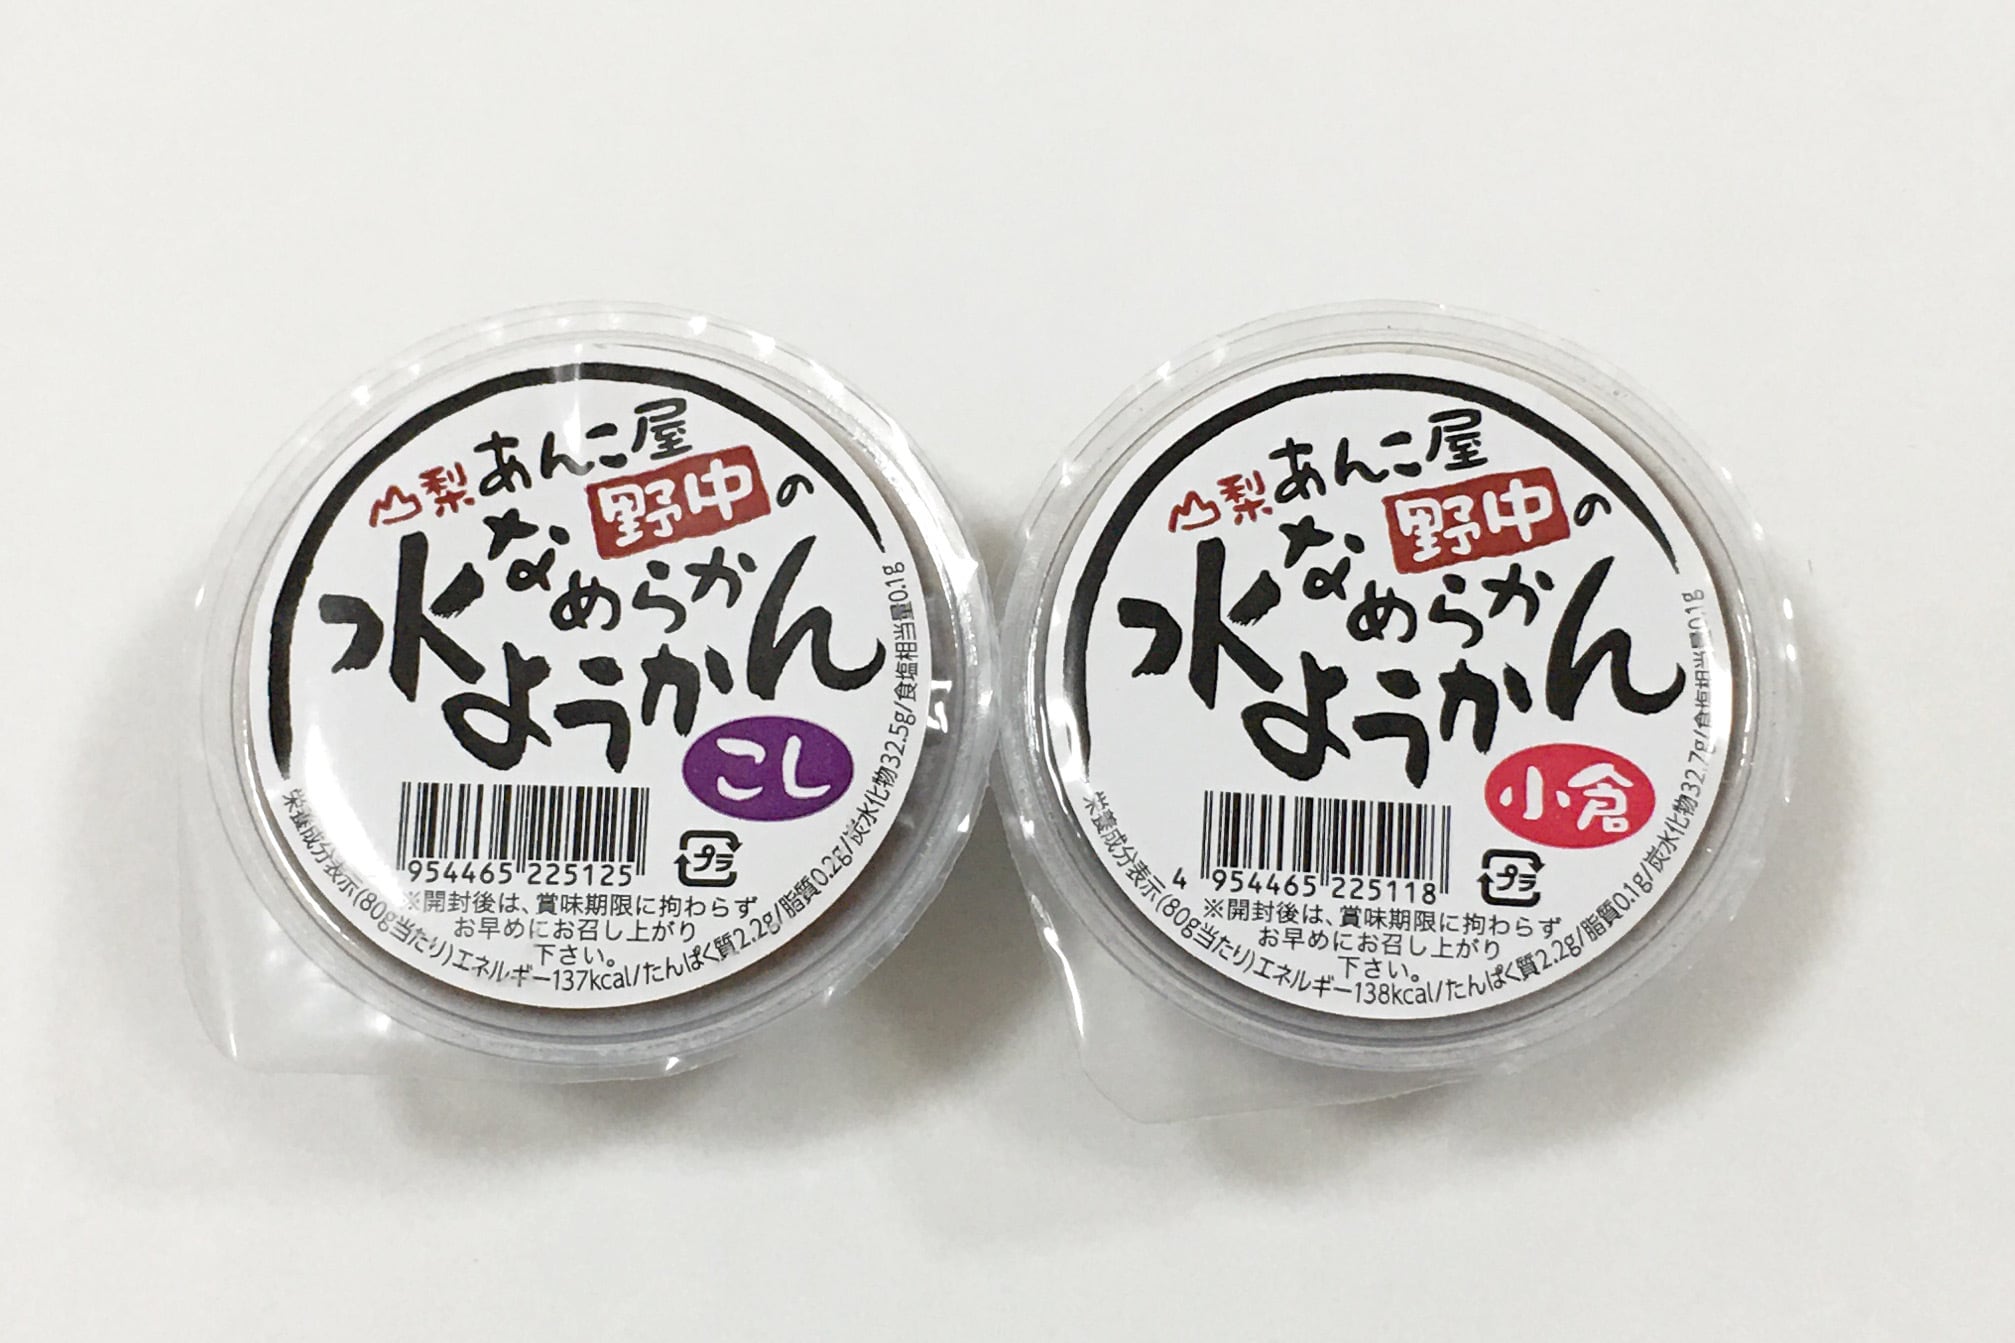 山梨あんこ屋
野中の
なめらか
水ようかん
こし
954465 225125
プラ
※開封後は、賞味期限に拘わらず
お早めにお召し上がり
下さい。
栄養成分表示(80g当たり)エネルギー137kcal/たんぱく質2.2g/脂質0.2g/炭水化物32.5g/食塩相当量0.1g
山梨あんこ屋
野中の
なめらか
水ようかん
小倉
4 954465 225118
プラ
※開封後は、賞味期限に拘わらず
お早めにお召し上がり
下さい。
栄養成分表示(80g当たり)エネルギー138kcal/たんぱく質2.2g/脂質0.1g/炭水化物32.7g/食塩相当量0.1g